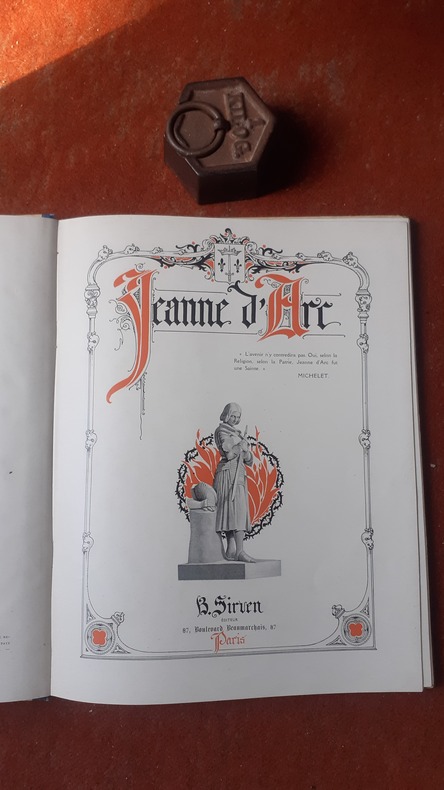 Jeanne d'Arc
« L'avenir n'y contredira pas. Oui, selon la
Religion, selon la Patrie, Jeanne d'Arc fut
une Sainte »
MICHELET.
B. Sirven
EDITEUR
87, Boulevard Beaumarchais, 87
Paris